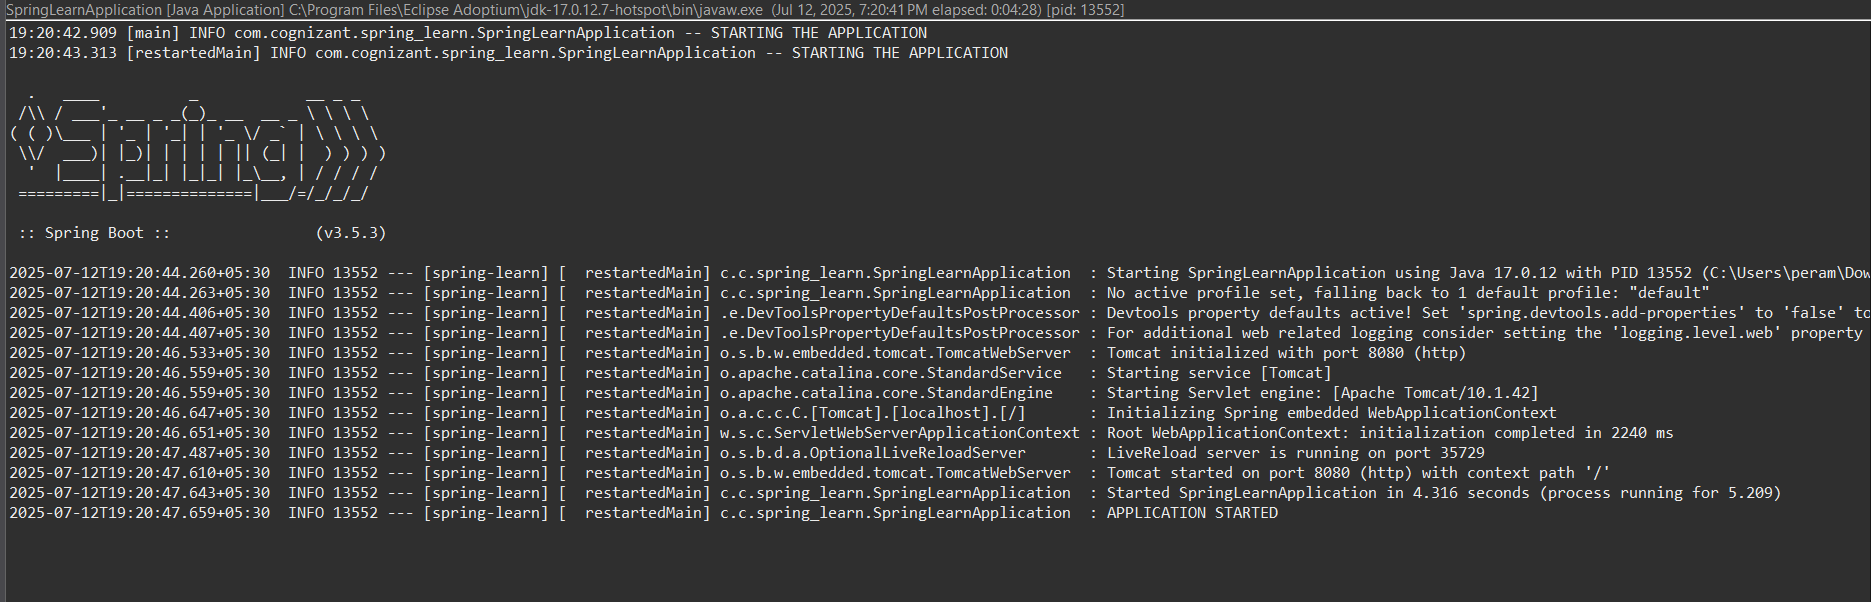 SpringLearnApplication [Java Application] C:\Program Files\Eclipse Adoptium\jdk-17.0.12.7-hotspot\bin\javaw.exe  (Jul 12, 2025, 7:20:41 PM elapsed: 0:04:28) [pid: 13552]
19:20:42.909 [main] INFO com.cognizant.spring_learn.SpringLearnApplication -- STARTING THE APPLICATION
19:20:43.313 [restartedMain] INFO com.cognizant.spring_learn.SpringLearnApplication -- STARTING THE APPLICATION

  .   ____          _            __ _ _
 /\\ / ___'_ __ _ _(_)_ __  __ _ \ \ \ \
( ( )\___ | '_ | '_| | '_ \/ _` | \ \ \ \
 \\/  ___)| |_)| | | | | || (_| |  ) ) ) )
  '  |____| .__|_| |_|_| |_\__, | / / / /
 =========|_|==============|___/=/_/_/_/

 :: Spring Boot ::                (v3.5.3)

2025-07-12T19:20:44.260+05:30  INFO 13552 --- [spring-learn] [  restartedMain] c.c.spring_learn.SpringLearnApplication  : Starting SpringLearnApplication using Java 17.0.12 with PID 13552 (C:\Users\peram\Dow
2025-07-12T19:20:44.263+05:30  INFO 13552 --- [spring-learn] [  restartedMain] c.c.spring_learn.SpringLearnApplication  : No active profile set, falling back to 1 default profile: "default"
2025-07-12T19:20:44.406+05:30  INFO 13552 --- [spring-learn] [  restartedMain] .e.DevToolsPropertyDefaultsPostProcessor : Devtools property defaults active! Set 'spring.devtools.add-properties' to 'false' to
2025-07-12T19:20:44.407+05:30  INFO 13552 --- [spring-learn] [  restartedMain] .e.DevToolsPropertyDefaultsPostProcessor : For additional web related logging consider setting the 'logging.level.web' property
2025-07-12T19:20:46.533+05:30  INFO 13552 --- [spring-learn] [  restartedMain] o.s.b.w.embedded.tomcat.TomcatWebServer  : Tomcat initialized with port 8080 (http)
2025-07-12T19:20:46.559+05:30  INFO 13552 --- [spring-learn] [  restartedMain] o.apache.catalina.core.StandardService   : Starting service [Tomcat]
2025-07-12T19:20:46.559+05:30  INFO 13552 --- [spring-learn] [  restartedMain] o.apache.catalina.core.StandardEngine    : Starting Servlet engine: [Apache Tomcat/10.1.42]
2025-07-12T19:20:46.647+05:30  INFO 13552 --- [spring-learn] [  restartedMain] o.a.c.c.C.[Tomcat].[localhost].[/]       : Initializing Spring embedded WebApplicationContext
2025-07-12T19:20:46.651+05:30  INFO 13552 --- [spring-learn] [  restartedMain] w.s.c.ServletWebServerApplicationContext : Root WebApplicationContext: initialization completed in 2240 ms
2025-07-12T19:20:47.487+05:30  INFO 13552 --- [spring-learn] [  restartedMain] o.s.b.d.a.OptionalLiveReloadServer       : LiveReload server is running on port 35729
2025-07-12T19:20:47.610+05:30  INFO 13552 --- [spring-learn] [  restartedMain] o.s.b.w.embedded.tomcat.TomcatWebServer  : Tomcat started on port 8080 (http) with context path '/'
2025-07-12T19:20:47.643+05:30  INFO 13552 --- [spring-learn] [  restartedMain] c.c.spring_learn.SpringLearnApplication  : Started SpringLearnApplication in 4.316 seconds (process running for 5.209)
2025-07-12T19:20:47.659+05:30  INFO 13552 --- [spring-learn] [  restartedMain] c.c.spring_learn.SpringLearnApplication  : APPLICATION STARTED